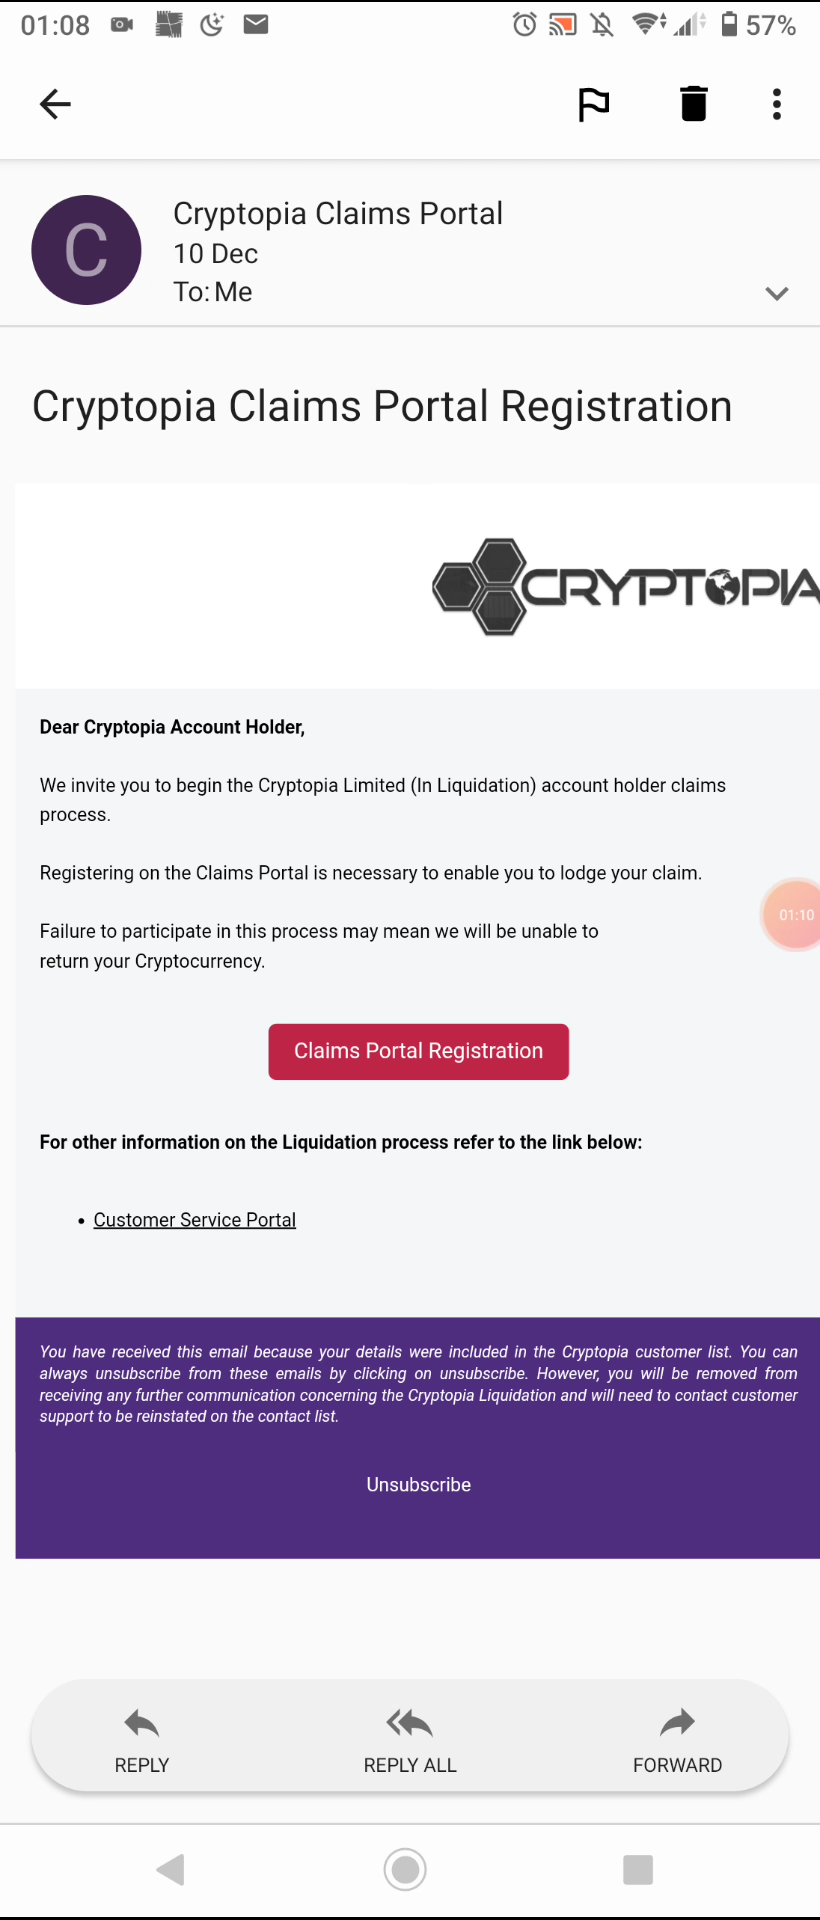 01:08 57%
C
Cryptopia Claims Portal
10 Dec
To: Me
Cryptopia Claims Portal Registration
CRYPTOPIA
Dear Cryptopia Account Holder,
We invite you to begin the Cryptopia Limited (In Liquidation) account holder claims
process.
Registering on the Claims Portal is necessary to enable you to lodge your claim.
Failure to participate in this process may mean we will be unable to
return your Cryptocurrency.
01:10
Claims Portal Registration
For other information on the Liquidation process refer to the link below:
• Customer Service Portal
You have received this email because your details were included in the Cryptopia customer list. You can
always unsubscribe from these emails by clicking on unsubscribe. However, you will be removed from
receiving any further communication concerning the Cryptopia Liquidation and will need to contact customer
support to be reinstated on the contact list.
Unsubscribe
REPLY REPLY ALL FORWARD